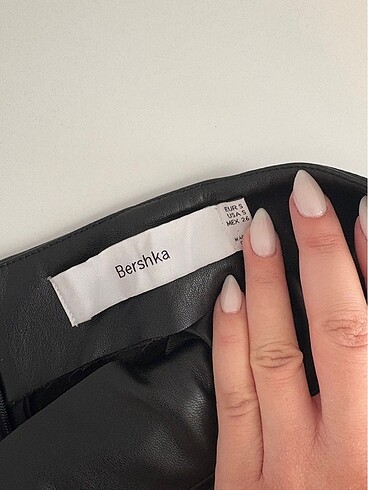 Bershka
EUR S
USA S
MEX 26